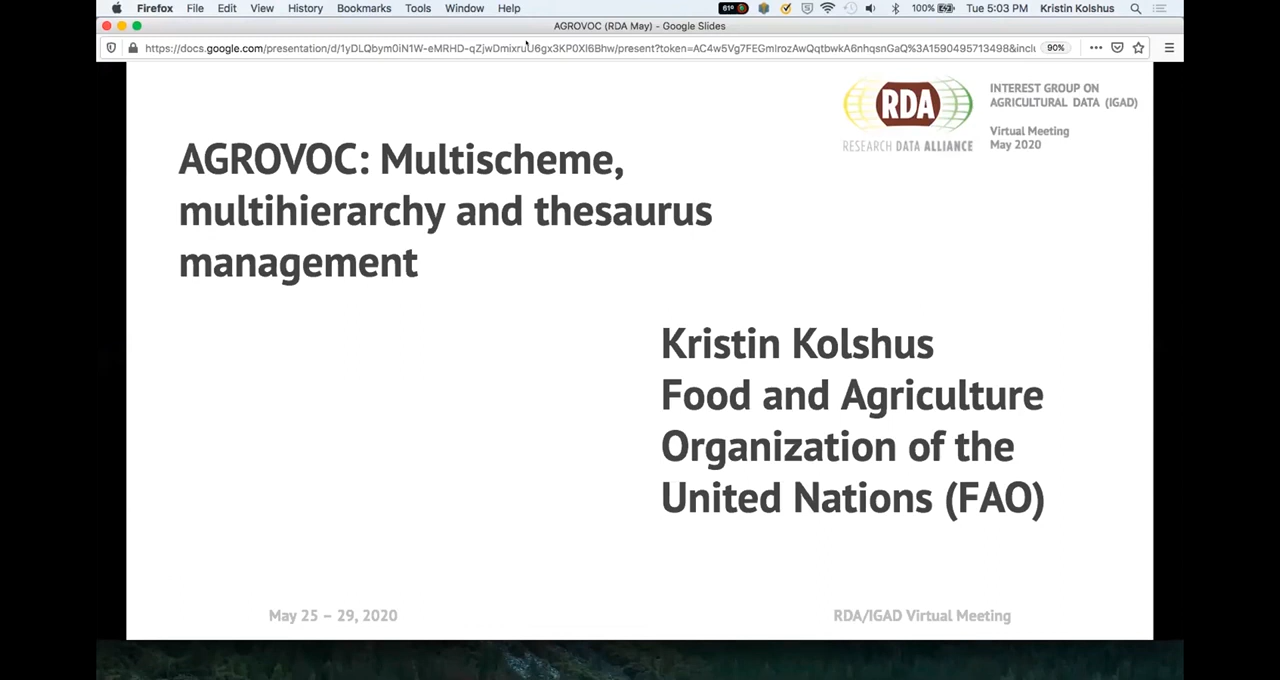 Firefox File Edit View History Bookmarks Tools Window Help 61° 100% Tue 5:03 PM Kristin Kolshus
AGROVOC (RDA May) - Google Slides
90%
RDA
RESEARCH DATA ALLIANCE
INTEREST GROUP ON
AGRICULTURAL DATA (IGAD)
Virtual Meeting
May 2020
AGROVOC: Multischeme,
multihierarchy and thesaurus
management
Kristin Kolshus
Food and Agriculture
Organization of the
United Nations (FAO)
May 25 – 29, 2020
RDA/IGAD Virtual Meeting